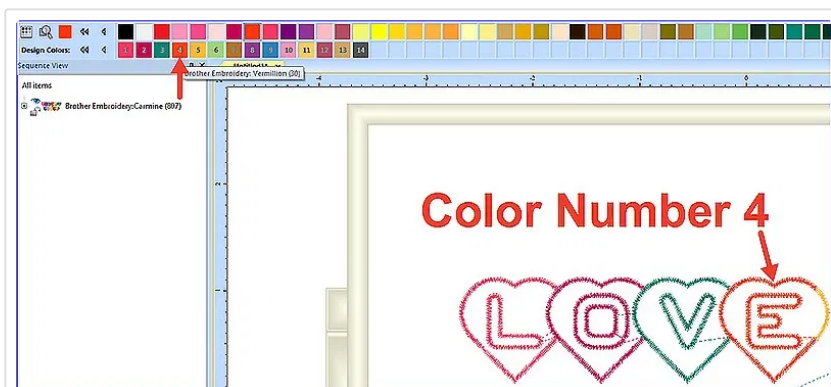 Design Colors: 1 2 3 4 5 6 7 8 9 10 11 12 13 14
Sequence View
Brother Embroidery: Vermillion (30)
All items
Brother Embroidery:Carmine (807)
-4 -3 -2 -1 0
2
1
Color Number 4
LOVE